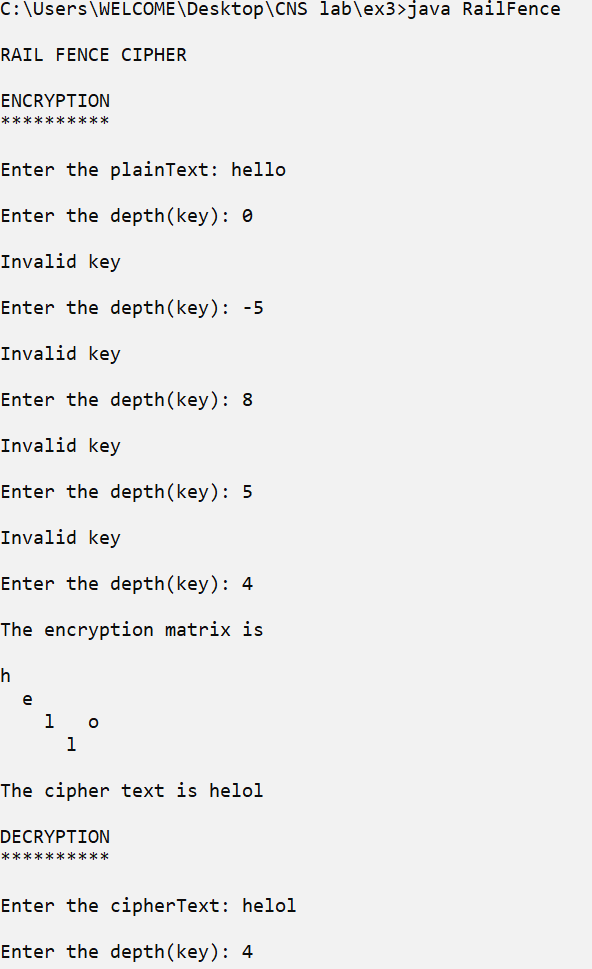 C:\Users\WELCOME\Desktop\CNS lab\ex3>java RailFence
RAIL FENCE CIPHER
ENCRYPTION
**********
Enter the plainText: hello
Enter the depth(key): 0
Invalid key
Enter the depth(key): -5
Invalid key
Enter the depth(key): 8
Invalid key
Enter the depth(key): 5
Invalid key
Enter the depth(key): 4
The encryption matrix is
h
  e
    l   o
      l
The cipher text is helol
DECRYPTION
**********
Enter the cipherText: helol
Enter the depth(key): 4